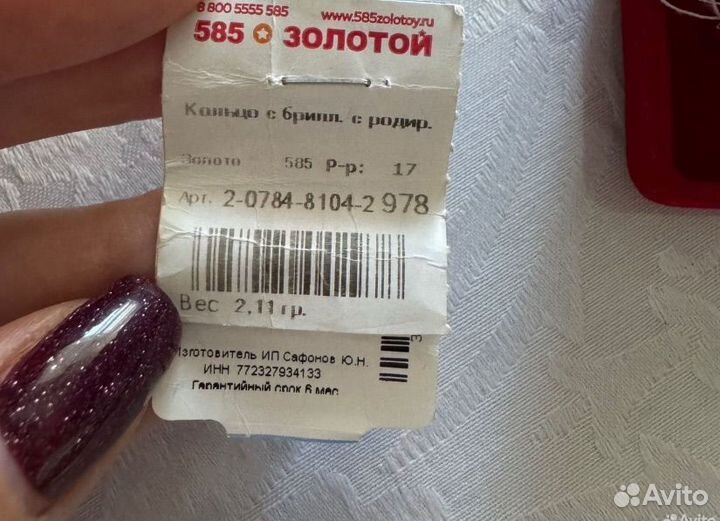 8 800 5555 585 www.585zolotoy.ru
585 ЗОЛОТОЙ
Кольцо с брилл. с родир.
Золото 585 Р-р: 17
Арт. 2-0784-8104-2 978
Вес 2,11 гр.
Изготовитель ИП Сафонов Ю.Н.
ИНН 772327934133
Гарантийный срок 6 мес
Avito
Avito